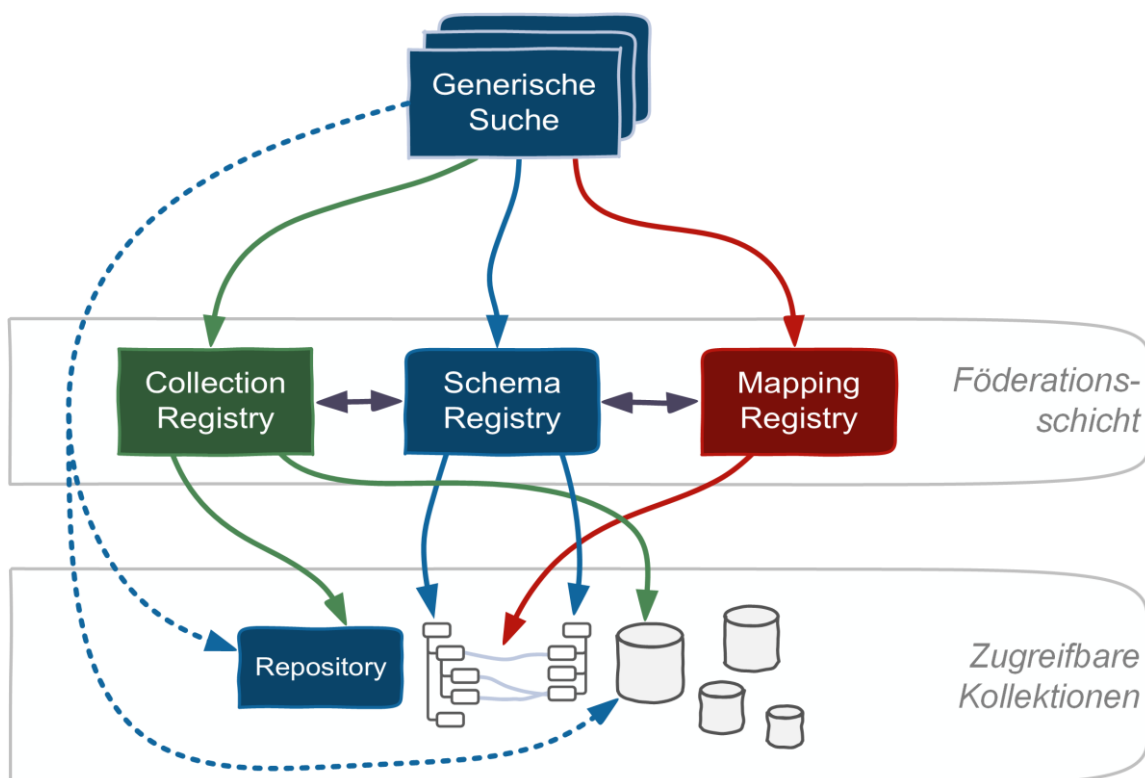 Generische
Suche
Collection
Registry
Schema
Registry
Mapping
Registry
Föderations-
schicht
Repository
Zugreifbare
Kollektionen